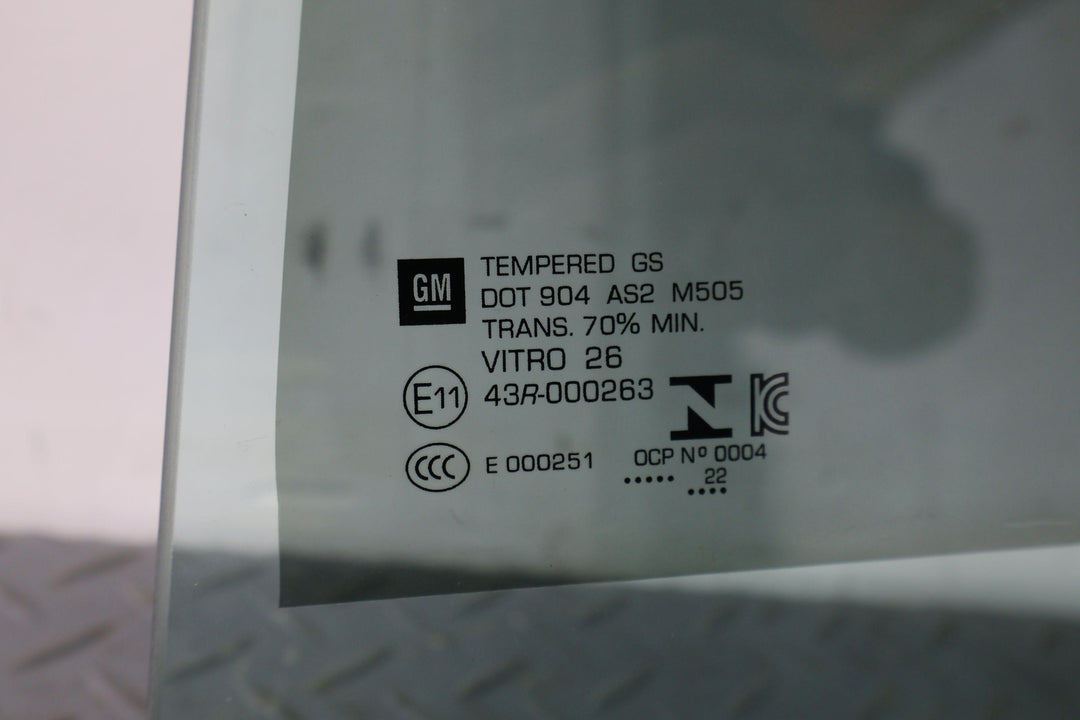 GM
TEMPERED GS
DOT 904 AS2 M505
TRANS. 70% MIN.
VITRO 26
E11 43R-000263
CCC E 000251
KC
OCP Nº 0004
22